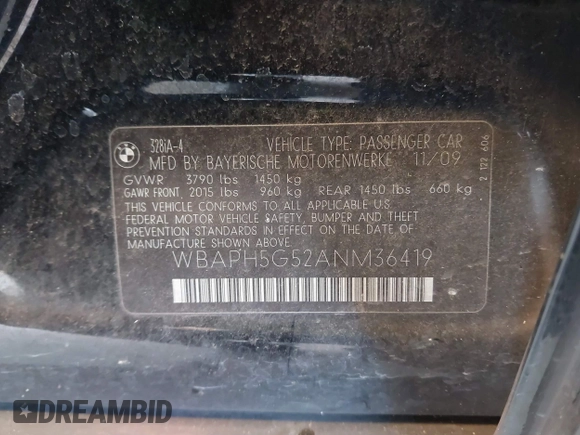 BMW
328iA-4 VEHICLE TYPE: PASSENGER CAR
MFD BY BAYERISCHE MOTORENWERKE 11/09
GVWR 3790 lbs 1450 kg
GAWR FRONT 2015 lbs 960 kg REAR 1450 lbs 660 kg
THIS VEHICLE CONFORMS TO ALL APPLICABLE U.S.
FEDERAL MOTOR VEHICLE SAFETY, BUMPER AND THEFT
PREVENTION STANDARDS IN EFFECT ON THE DATE
OF MANUFACTURE SHOWN ABOVE.
WBAPH5G52ANM36419
2 122 606
DREAMBID